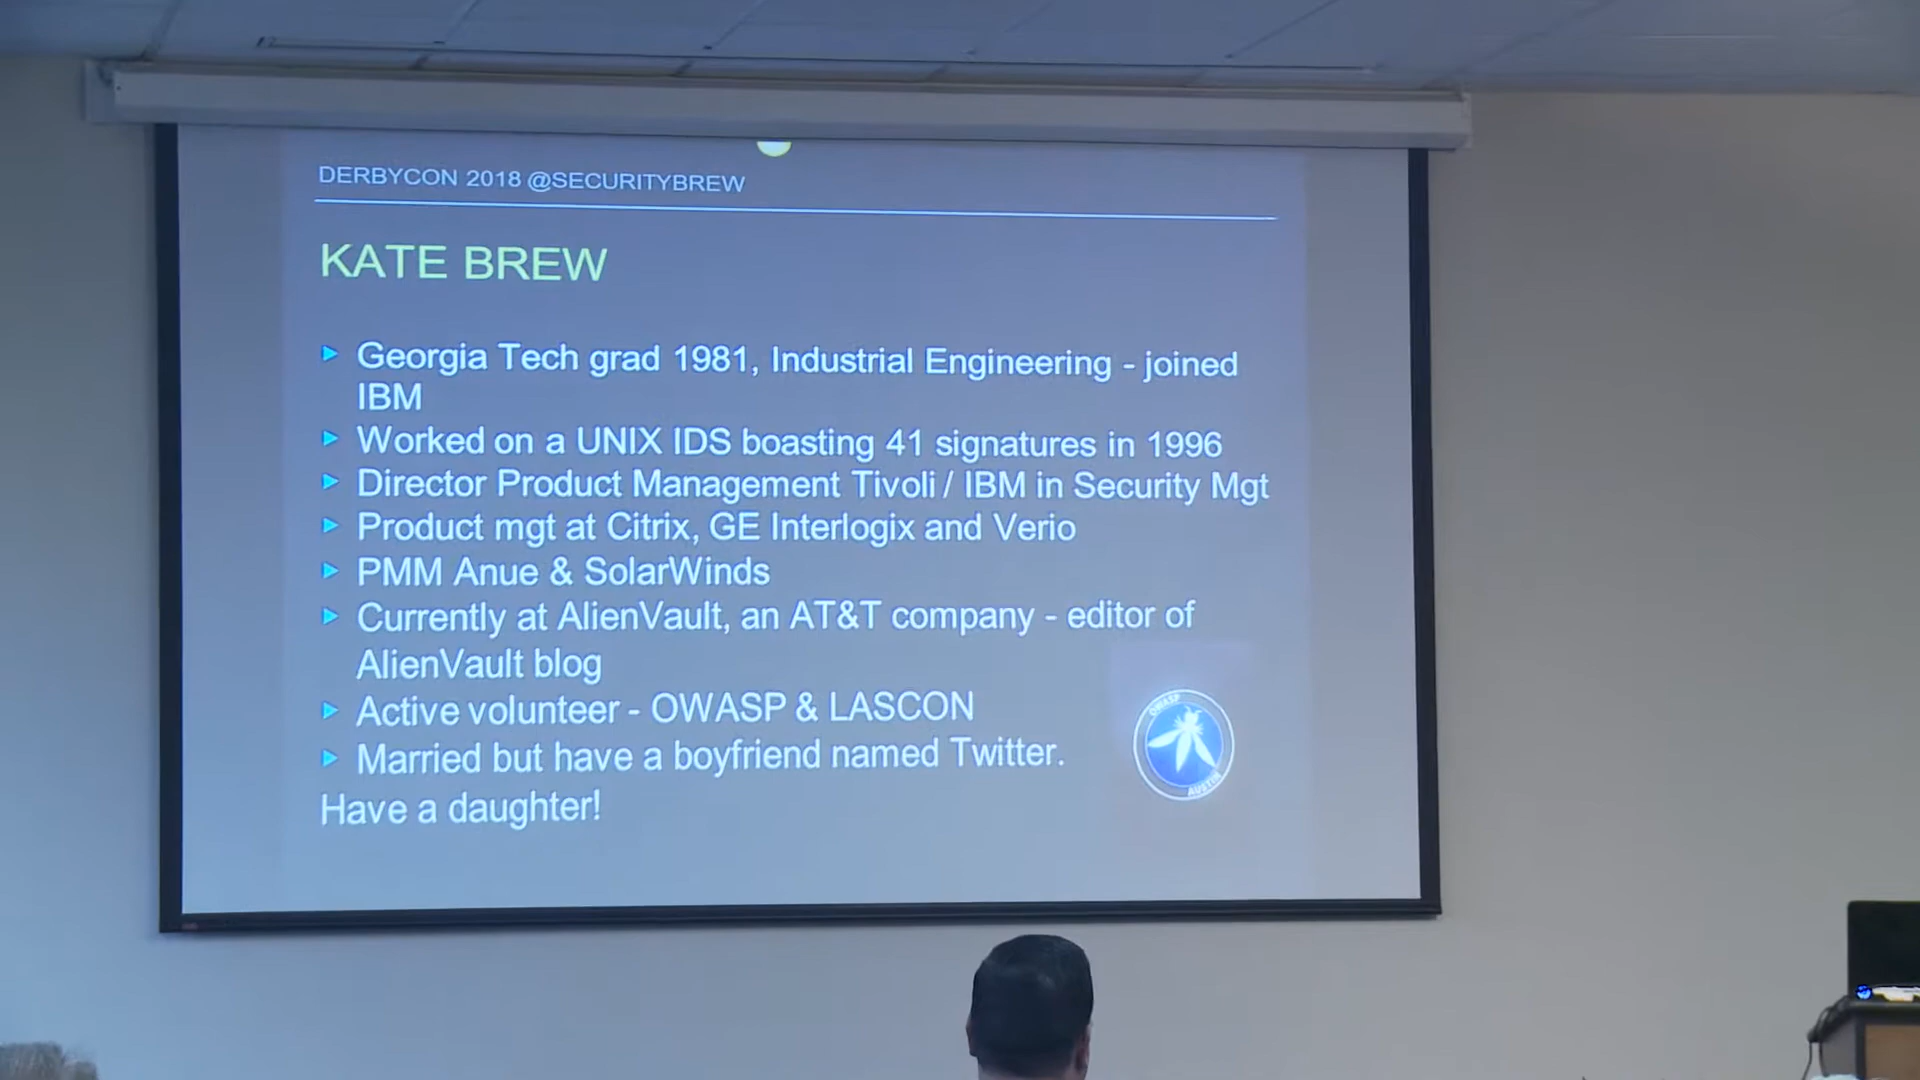 DERBYCON 2018 @SECURITYBREW
KATE BREW
Georgia Tech grad 1981, Industrial Engineering - joined
IBM
Worked on a UNIX IDS boasting 41 signatures in 1996
Director Product Management Tivoli / IBM in Security Mgt
Product mgt at Citrix, GE Interlogix and Verio
PMM Anue & SolarWinds
Currently at AlienVault, an AT&T company - editor of
AlienVault blog
Active volunteer - OWASP & LASCON
Married but have a boyfriend named Twitter.
Have a daughter!
OWASP
AUSTIN